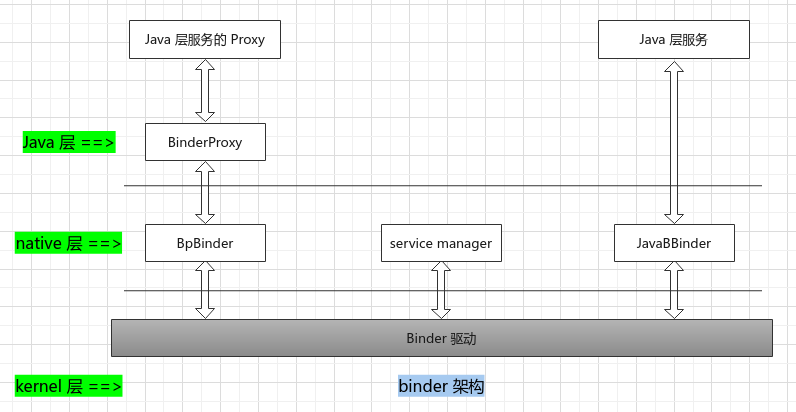 Java 层服务的 Proxy
Java 层服务
Java 层 ==>
BinderProxy
native 层 ==>
BpBinder
service manager
JavaBBinder
Binder 驱动
kernel 层 ==>
binder 架构